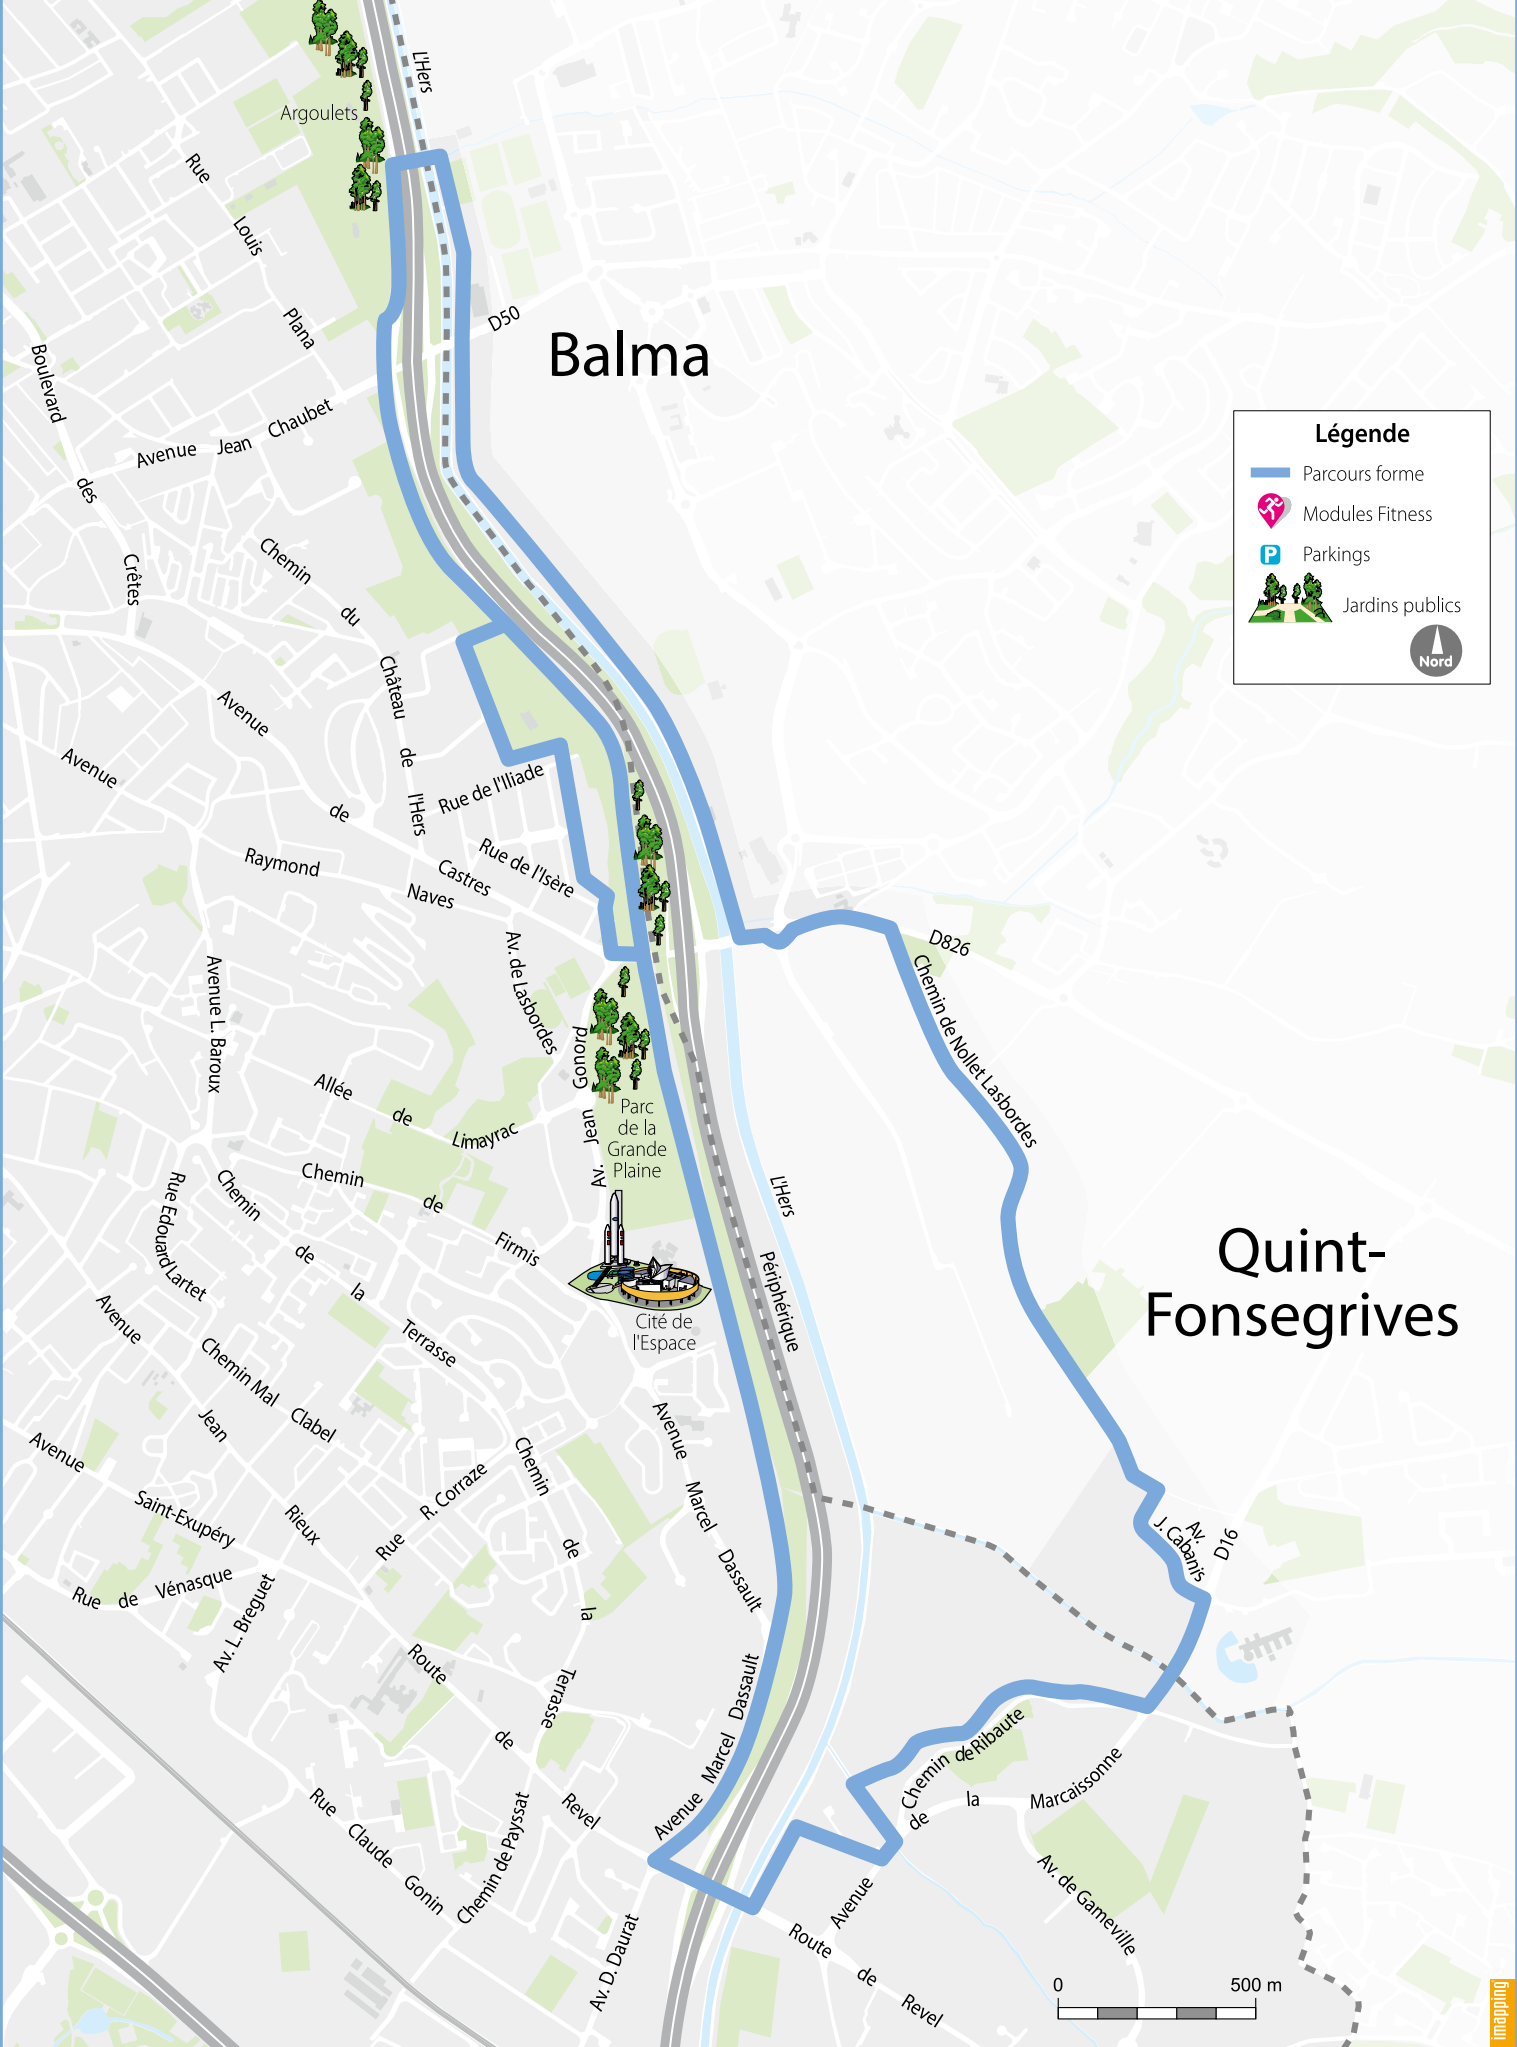 L'Hers
Argoulets
Rue
Louis
Plana
D50
Balma
Boulevard
des
Crêtes
Avenue Jean Chaubet
Légende
Parcours forme
Modules Fitness
P
Parkings
Jardins publics
Nord
Chemin
du
Château
de
l'Hers
Avenue
de
Castres
Avenue
Raymond
Naves
Rue de l'Iliade
Rue de l'Isère
Av. de Lasbordes
D826
Chemin de Nollet Lasbordes
Avenue L. Baroux
Av. Jean Gonord
Allée
de
Limayrac
Parc
de la
Grande
Plaine
Chemin
de
Firmis
Rue Edouard Lartet
Chemin
de
la
Terrasse
L'Hers
Périphérique
Quint-
Fonsegrives
Cité de
l'Espace
Avenue
Jean
Rieux
Chemin Mal Clabel
Avenue
Saint-Exupéry
Rue R. Corraze
Chemin
de
la
Terrasse
Avenue
Marcel
Dassault
Av.
J. Cabanis
D16
Rue de Vénasque
Av. L. Breguet
Route
de
Revel
Avenue Marcel Dassault
Chemin de Ribaute
Avenue
de
la
Marcaissonne
Rue
Claude
Gonin
Chemin de Payssat
Av. de Gameville
Av. D. Daurat
Route
de
Revel
0 500 m
imapping